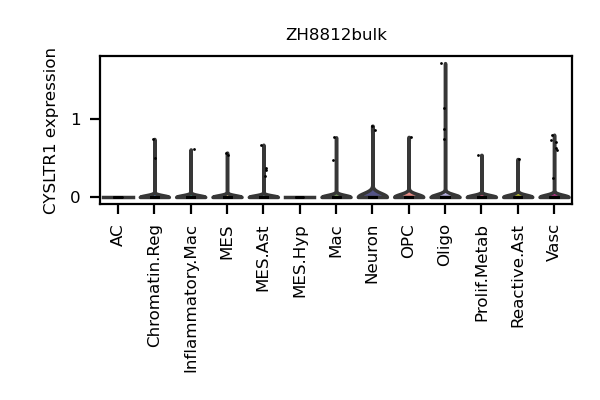 ZH8812bulk
CYSLTR1 expression
1
0
AC
Chromatin.Reg
Inflammatory.Mac
MES
MES.Ast
MES.Hyp
Mac
Neuron
OPC
Oligo
Prolif.Metab
Reactive.Ast
Vasc